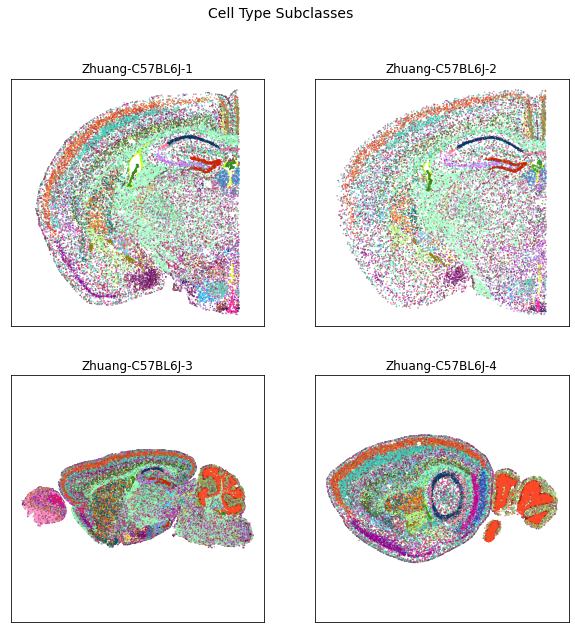 Cell Type Subclasses
Zhuang-C57BL6J-1
Zhuang-C57BL6J-2
Zhuang-C57BL6J-3
Zhuang-C57BL6J-4